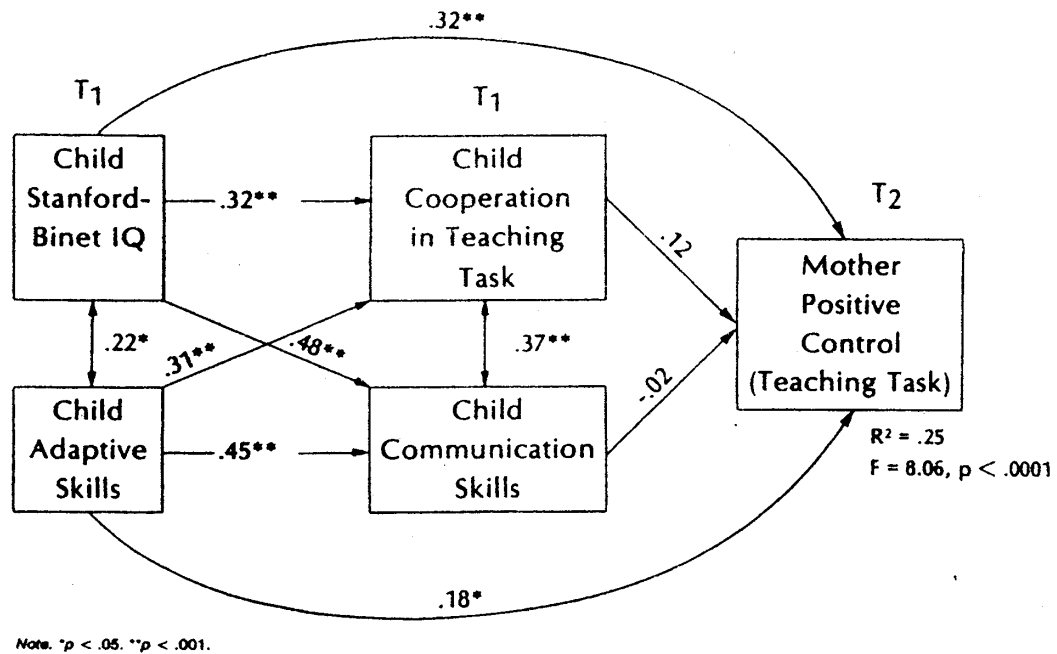 .32**
T1
T1
Child
Stanford-
Binet IQ
.32**
Child
Cooperation
in Teaching
Task
T2
.12
Mother
Positive
Control
(Teaching Task)
.22*
.31**
.48**
.37**
-.02
Child
Adaptive
Skills
.45**
Child
Communication
Skills
R² = .25
F = 8.06, p < .0001
.18*
Note. *p < .05. **p < .001.